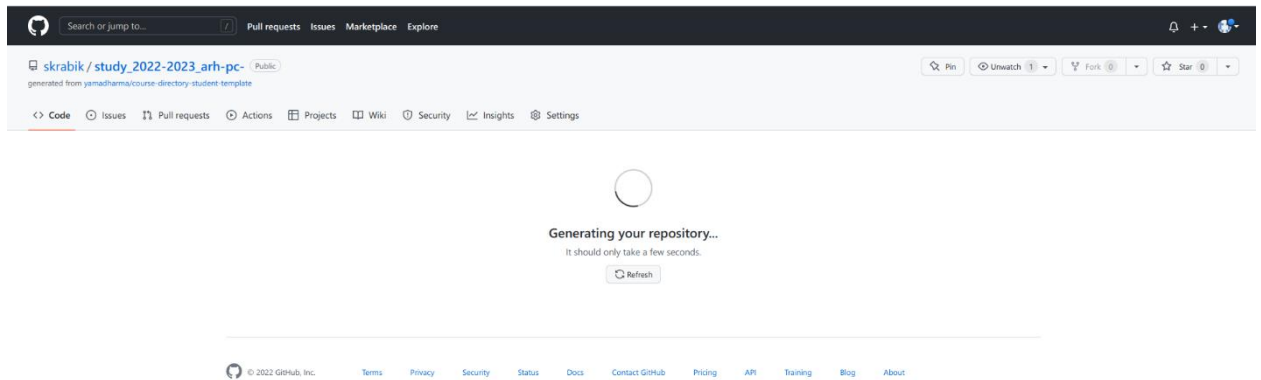 Search or jump to... / Pull requests Issues Marketplace Explore
skrabik / study_2022-2023_arh-pc- Public Pin Unwatch 1 Fork 0 Star 0
generated from yamadharma/course-directory-student-template
<> Code Issues Pull requests Actions Projects Wiki Security Insights Settings
Generating your repository...
It should only take a few seconds.
Refresh
© 2022 GitHub, Inc. Terms Privacy Security Status Docs Contact GitHub Pricing API Training Blog About